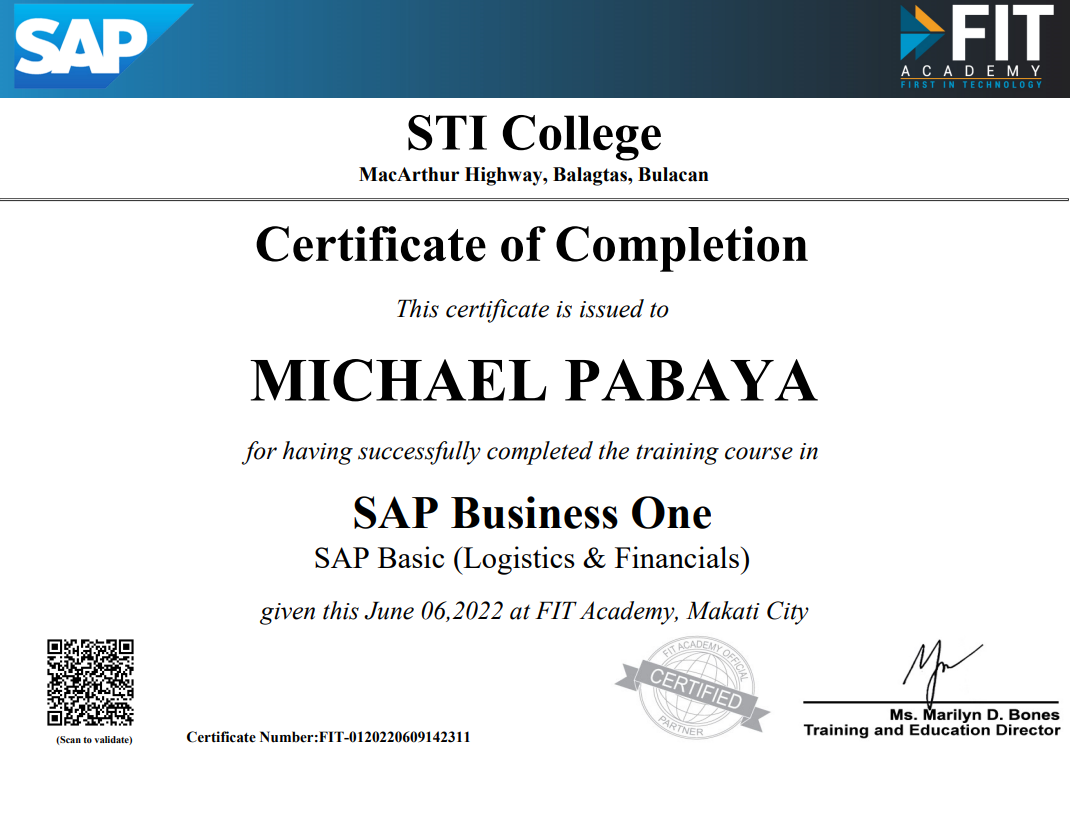 SAP
FIT
ACADEMY
FIRST IN TECHNOLOGY
STI College
MacArthur Highway, Balagtas, Bulacan
Certificate of Completion
This certificate is issued to
MICHAEL PABAYA
for having successfully completed the training course in
SAP Business One
SAP Basic (Logistics & Financials)
given this June 06,2022 at FIT Academy, Makati City
(Scan to validate)
Certificate Number:FIT-0120220609142311
FIT ACADEMY OFFICIAL
CERTIFIED
PARTNER
Ms. Marilyn D. Bones
Training and Education Director